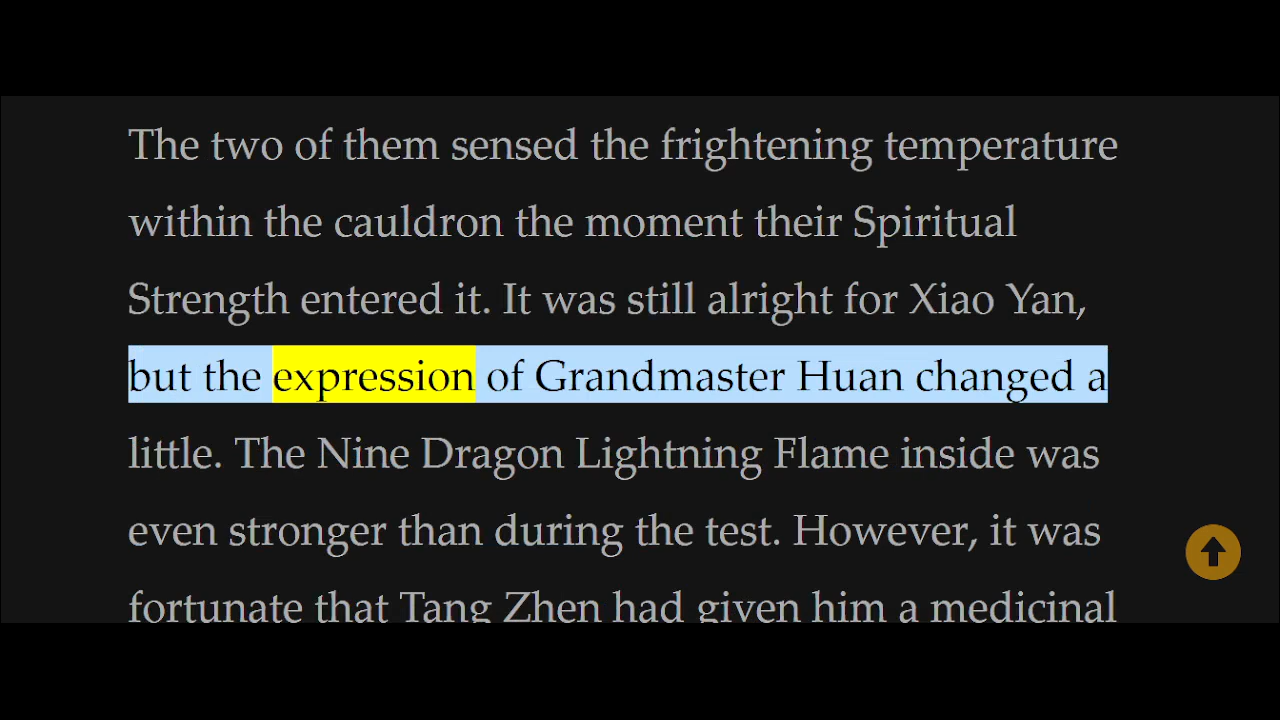 The two of them sensed the frightening temperature
within the cauldron the moment their Spiritual
Strength entered it. It was still alright for Xiao Yan,
but the expression of Grandmaster Huan changed a
little. The Nine Dragon Lightning Flame inside was
even stronger than during the test. However, it was
fortunate that Tang Zhen had given him a medicinal